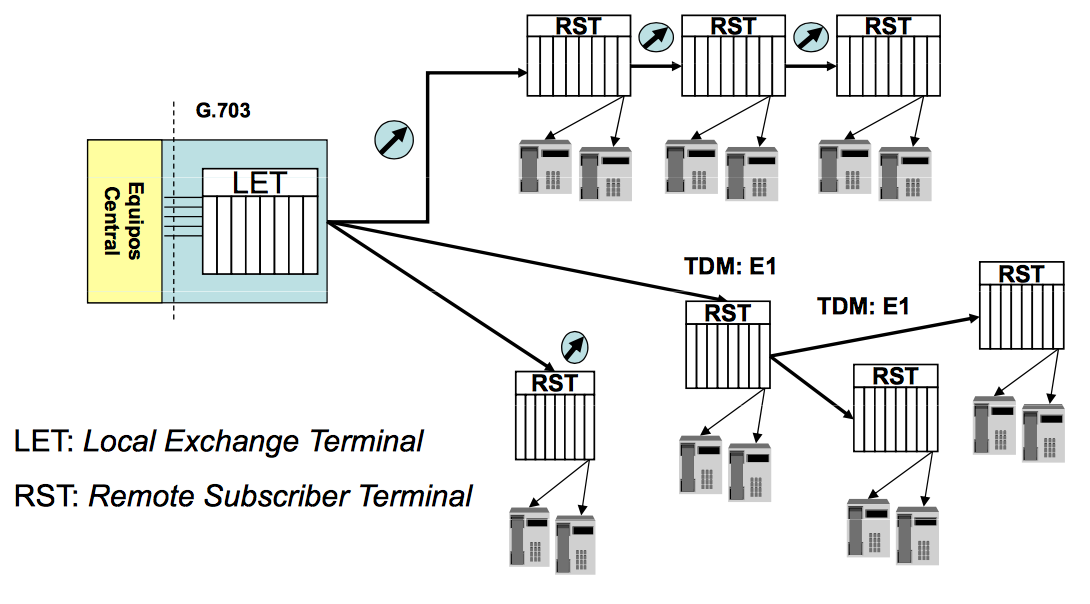 RST
RST
RST
G.703
LET
Equipos
Central
TDM: E1
RST
TDM: E1
RST
RST
RST
LET: Local Exchange Terminal
RST: Remote Subscriber Terminal